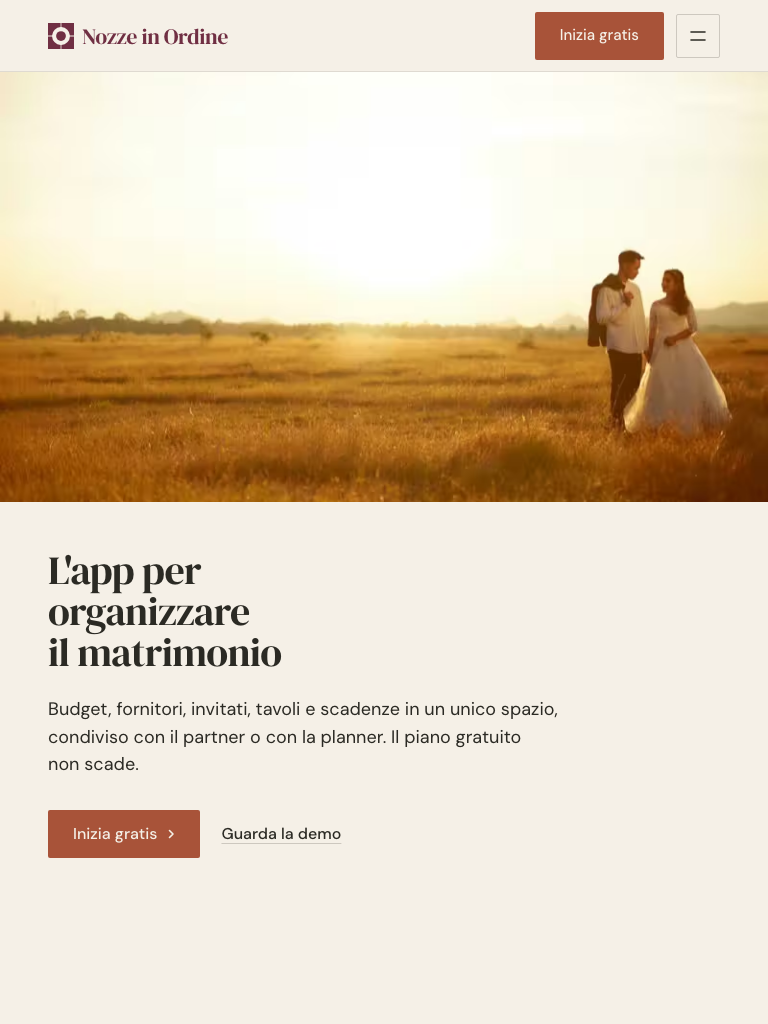 Nozze in Ordine
Inizia gratis
L'app per
organizzare
il matrimonio
Budget, fornitori, invitati, tavoli e scadenze in un unico spazio,
condiviso con il partner o con la planner. Il piano gratuito
non scade.
Inizia gratis
Guarda la demo